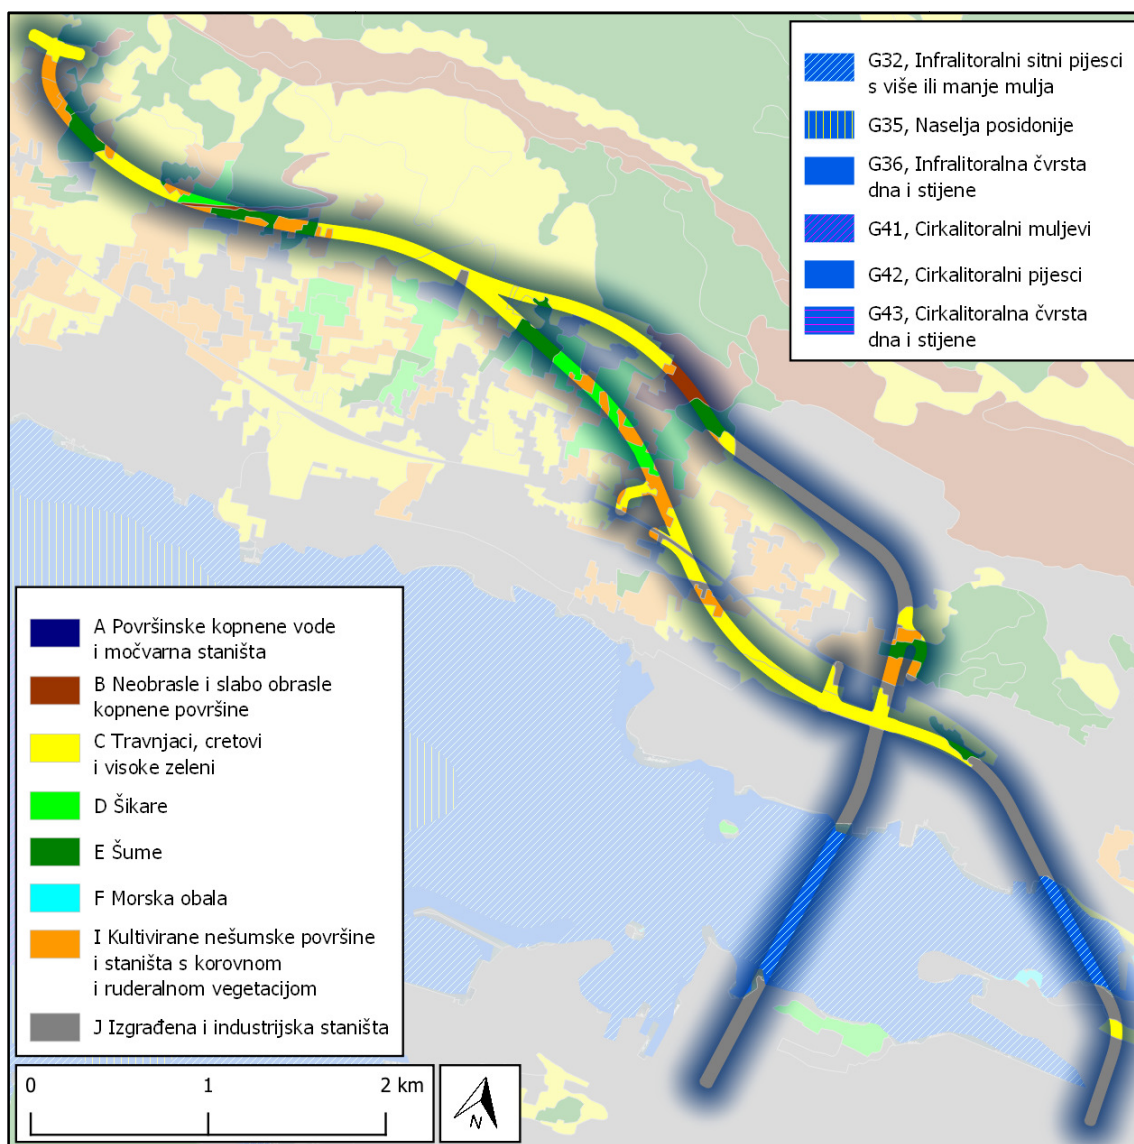 G32, Infralitoralni sitni pijesci
s više ili manje mulja
G35, Naselja posidonije
G36, Infralitoralna čvrsta
dna i stijene
G41, Cirkalitoralni muljevi
G42, Cirkalitoralni pijesci
G43, Cirkalitoralna čvrsta
dna i stijene
A Površinske kopnene vode
i močvarna staništa
B Neobrasle i slabo obrasle
kopnene površine
C Travnjaci, cretovi
i visoke zeleni
D Šikare
E Šume
F Morska obala
I Kultivirane nešumske površine
i staništa s korovnom
i ruderalnom vegetacijom
J Izgrađena i industrijska staništa
0 1 2 km
N